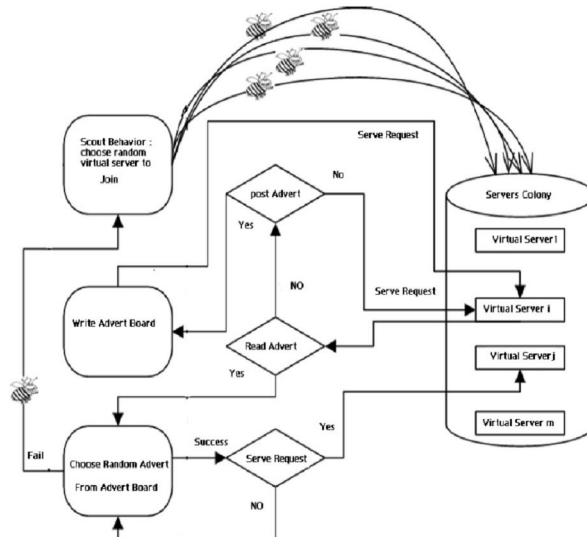 Scout Behavior :
choose random
virtual server to
Join
Serve Request
Servers Colony
No
post Advert
Virtual Server1
Yes
NO
Serve Request
Write Advert Board
Virtual Server i
Read Advert
Virtual Serverj
Yes
Success
Yes
Virtual Server m
Fail
Choose Random Advert
From Advert Board
Serve Request
NO